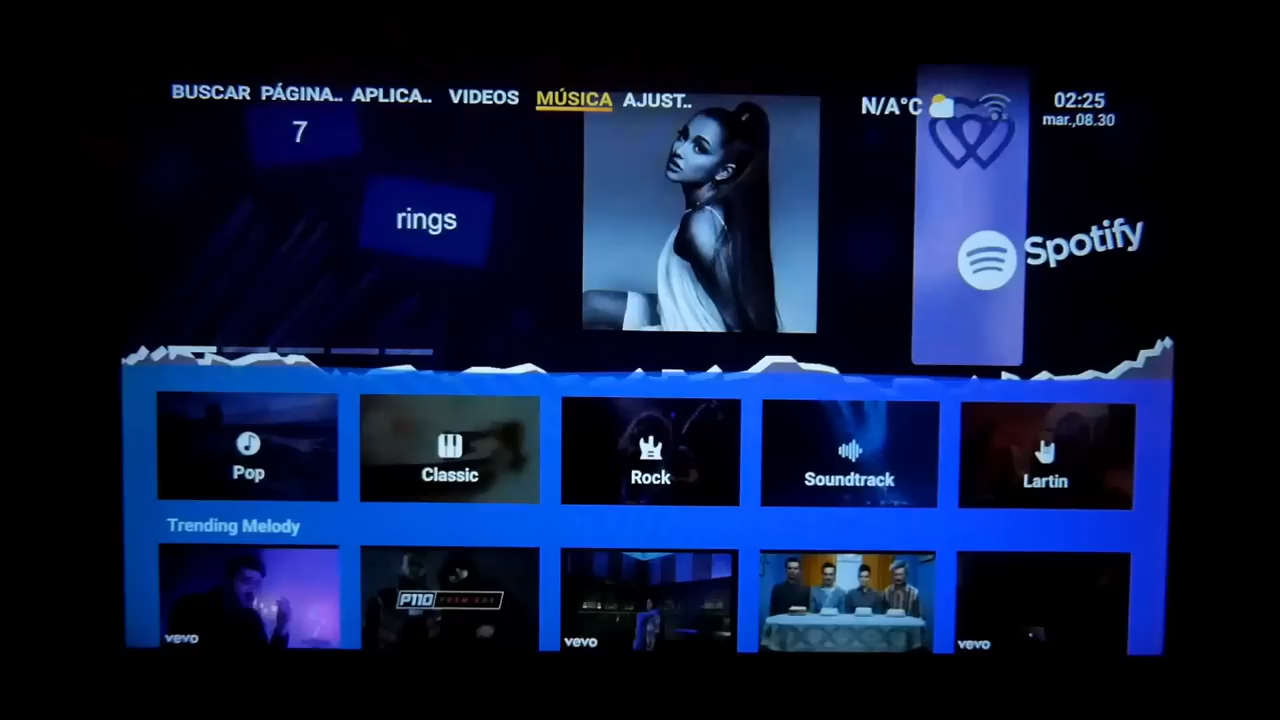 BUSCAR PÁGINA.. APLICA.. VIDEOS MÚSICA AJUST..
N/A°C
02:25
mar.,08.30
7
rings
Spotify
Pop
Classic
Rock
Soundtrack
Lartin
Trending Melody
P110 PREMIERE
vevo
vevo
vevo